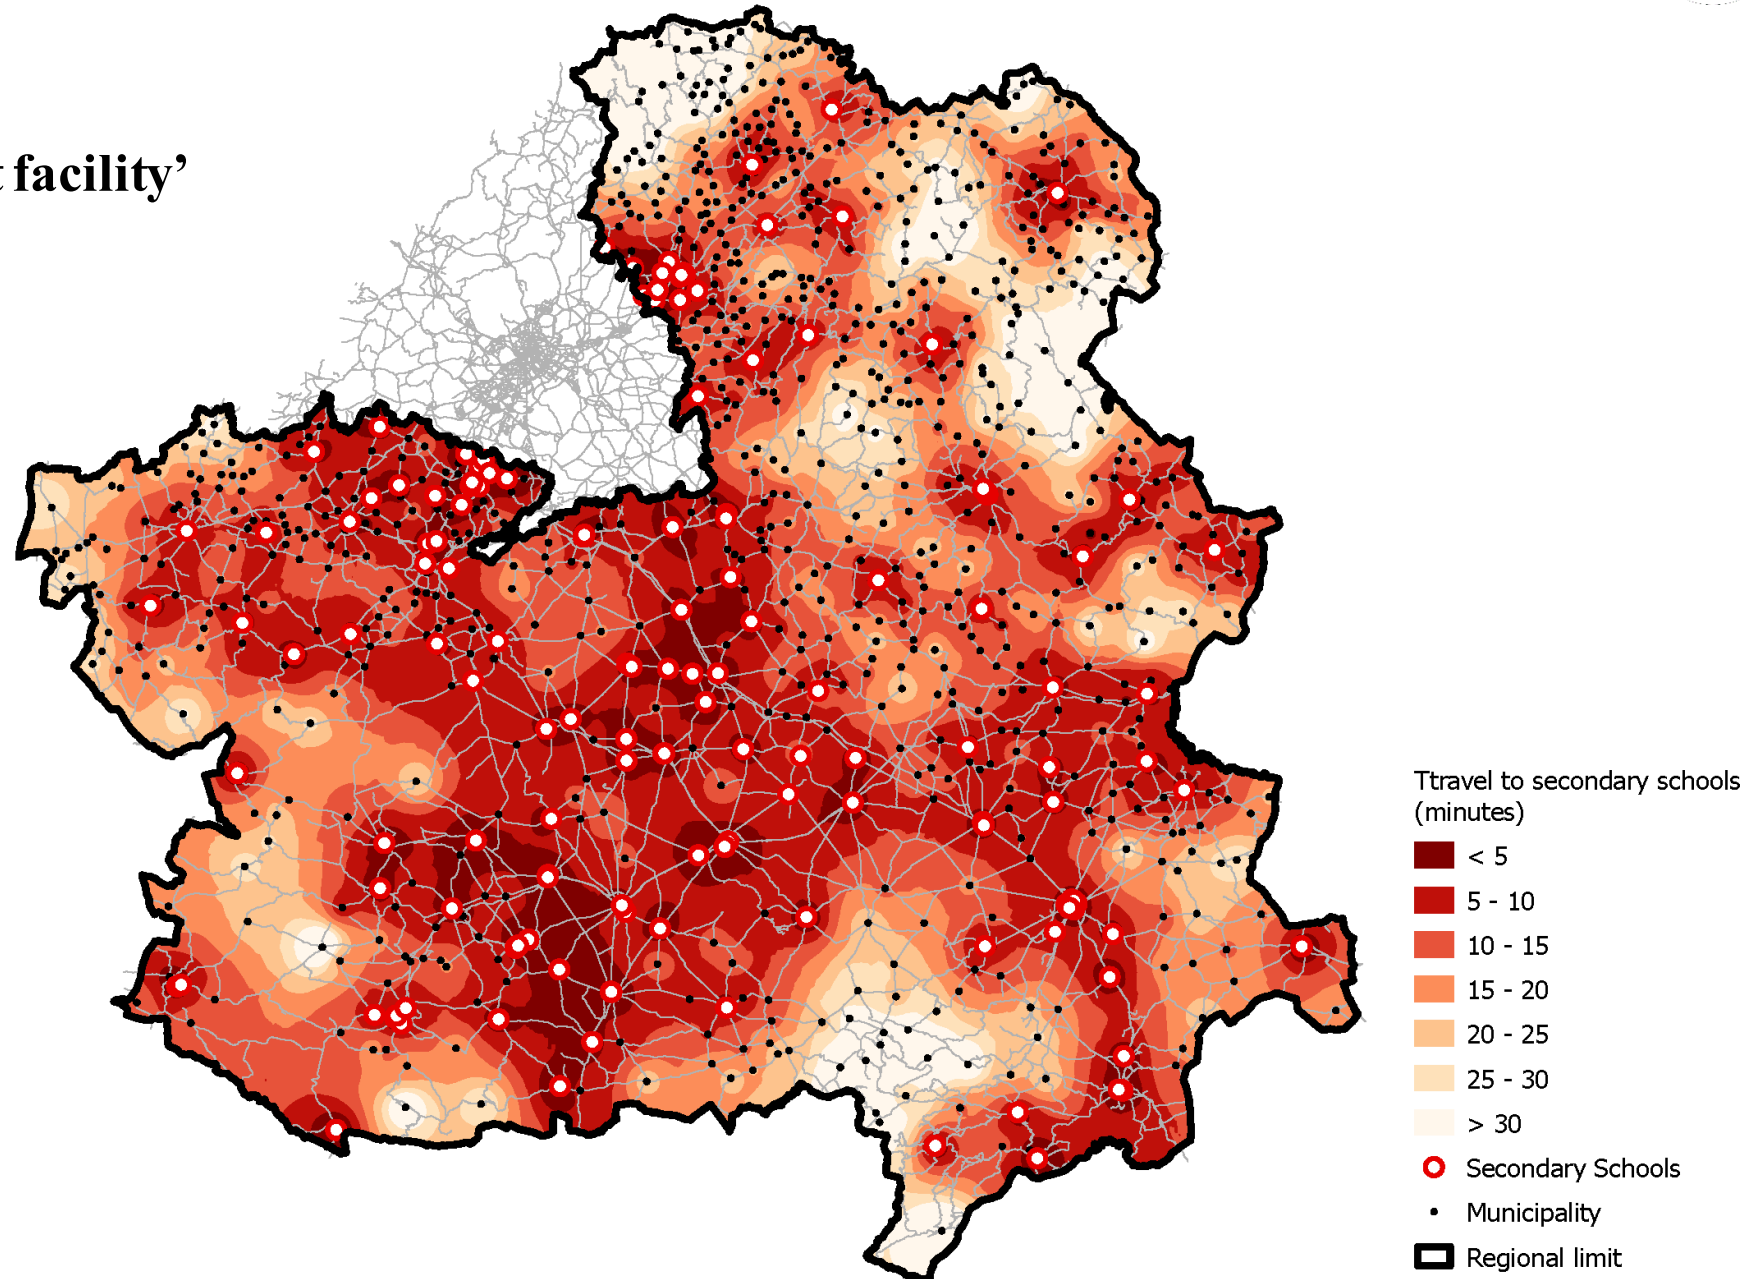 facility’
Ttravel to secondary schools
(minutes)
< 5
5 - 10
10 - 15
15 - 20
20 - 25
25 - 30
> 30
Secondary Schools
Municipality
Regional limit